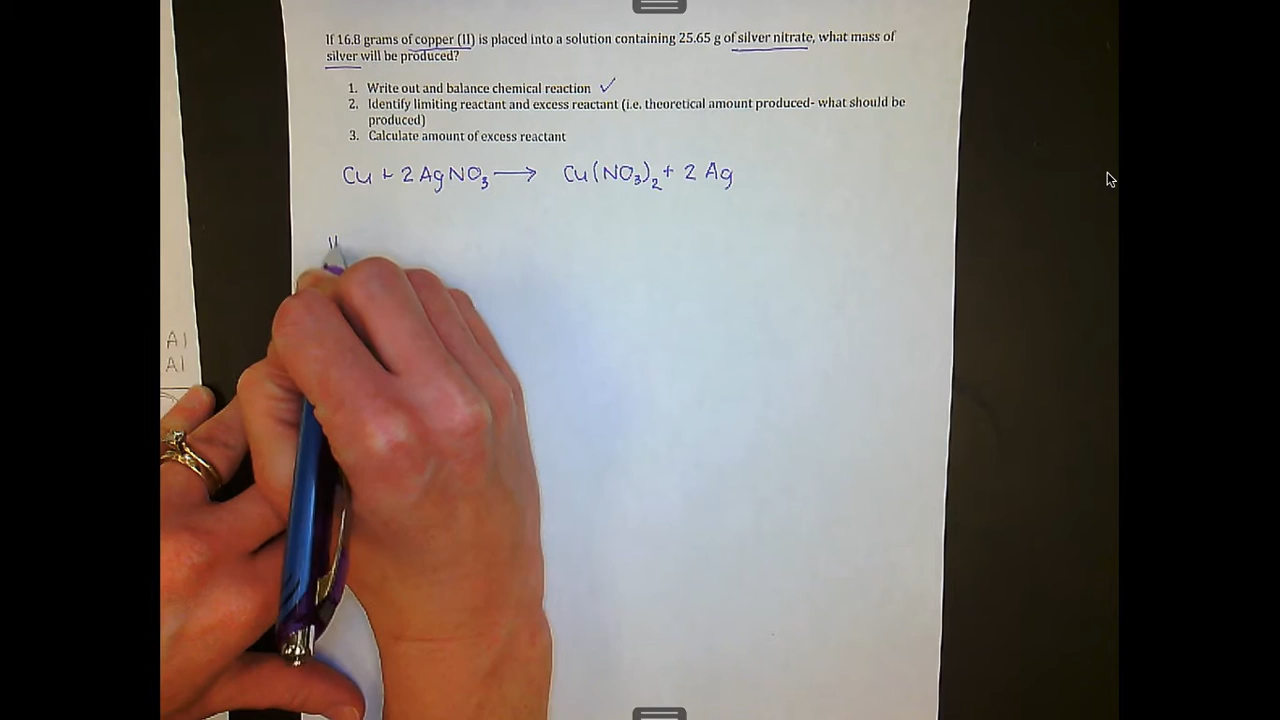 If 16.8 grams of copper (II) is placed into a solution containing 25.65 g of silver nitrate, what mass of
silver will be produced?
1. Write out and balance chemical reaction ✓
2. Identify limiting reactant and excess reactant (i.e. theoretical amount produced- what should be
produced)
3. Calculate amount of excess reactant
Cu + 2 AgNO₃ ⟶ Cu(NO₃)₂ + 2 Ag
Al
Al